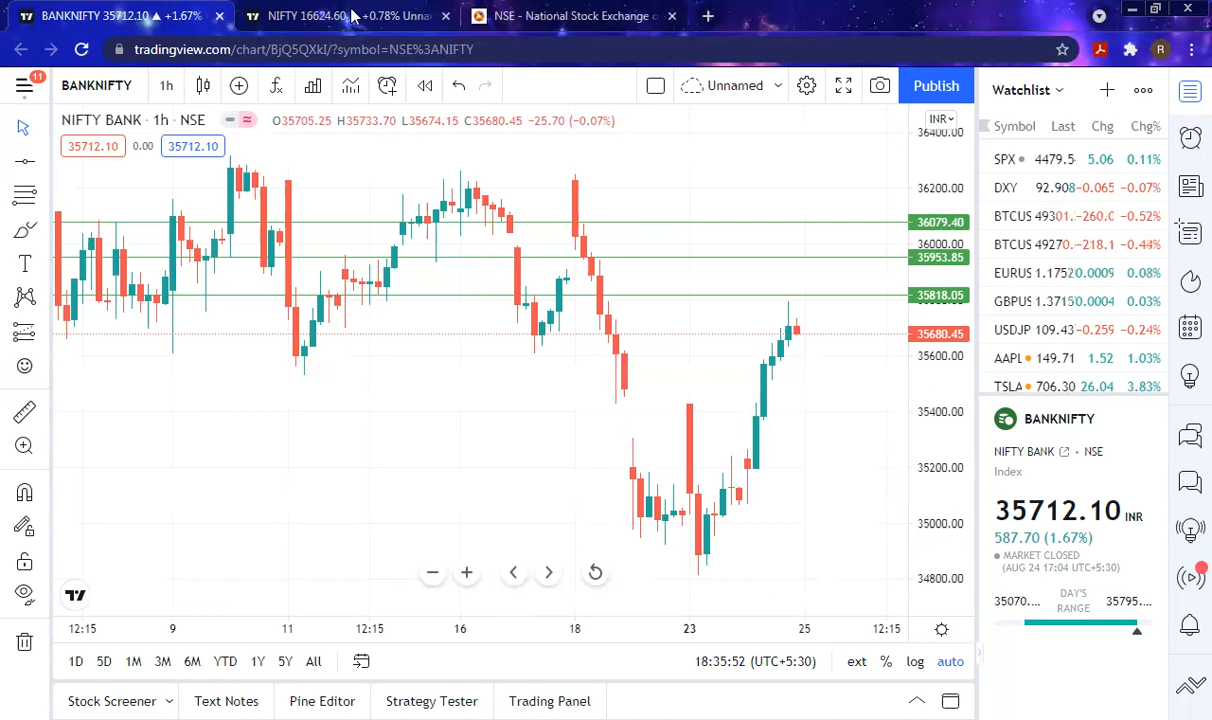 BANKNIFTY 35712.10 ▲ +1.67%
NIFTY 16624.60 +0.78% Unna
NSE - National Stock Exchange o
tradingview.com/chart/BjQ5QXkI/?symbol=NSE%3ANIFTY
R
11
BANKNIFTY
1h
Unnamed
Publish
NIFTY BANK · 1h · NSE
O35705.25 H35733.70 L35674.15 C35680.45 −25.70 (−0.07%)
35712.10 0.00 35712.10
INR
36400.00
36200.00
36079.40
36000.00
35953.85
35818.05
35680.45
35600.00
35400.00
35200.00
35000.00
34800.00
12:15 9 11 12:15 16 18 23 25 12:15
1D 5D 1M 3M 6M YTD 1Y 5Y All
18:35:52 (UTC+5:30)
ext % log auto
Stock Screener
Text Notes
Pine Editor
Strategy Tester
Trading Panel
Watchlist
Symbol Last Chg Chg%
SPX 4479.5 5.06 0.11%
DXY 92.908 −0.065 −0.07%
BTCUS 49301. −260.0 −0.52%
BTCUS 49270. −218.1 −0.44%
EURUS 1.1752 0.0009 0.08%
GBPUS 1.3715 0.0004 0.03%
USDJP 109.43 −0.259 −0.24%
AAPL 149.71 1.52 1.03%
TSLA 706.30 26.04 3.83%
BANKNIFTY
NIFTY BANK • NSE
Index
35712.10 INR
587.70 (1.67%)
MARKET CLOSED
(AUG 24 17:04 UTC+5:30)
35070.... DAY'S RANGE 35795....